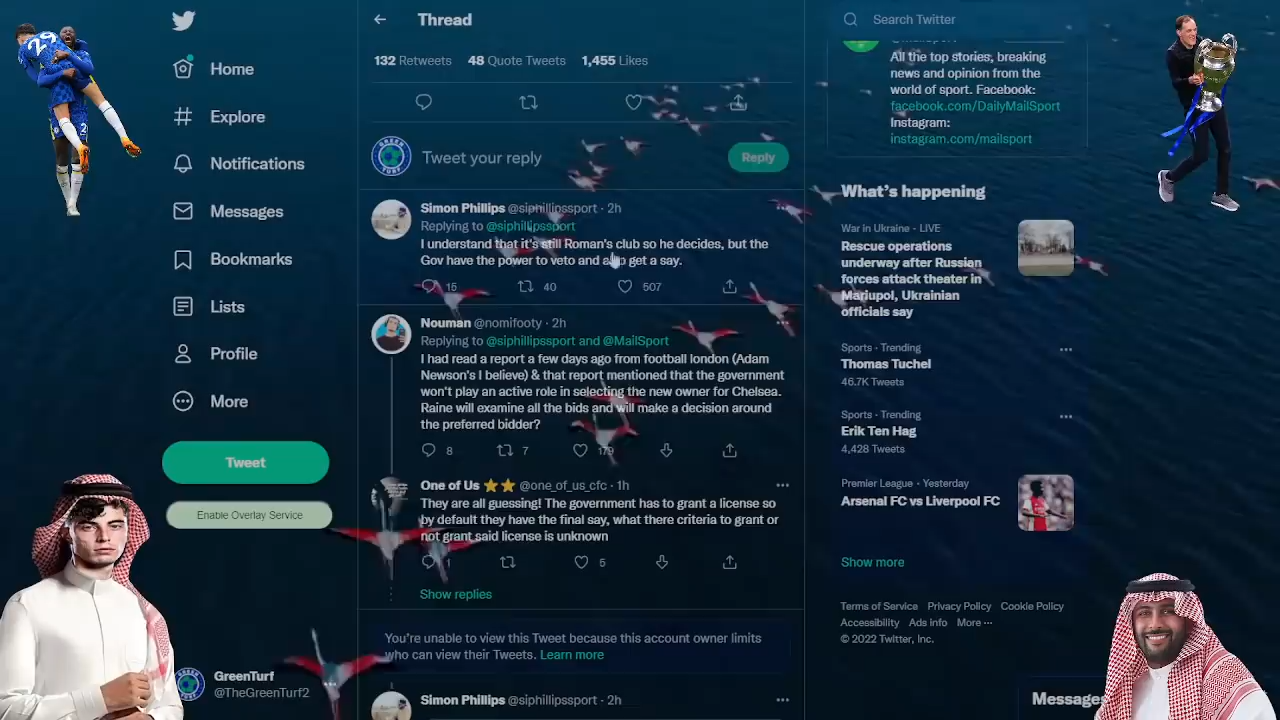 Thread
Search Twitter
Home
Explore
Notifications
Messages
Bookmarks
Lists
Profile
More
Tweet
Enable Overlay Service
GreenTurf
@TheGreenTurf2
132 Retweets 48 Quote Tweets 1,455 Likes
Tweet your reply
Reply
Simon Phillips @siphillipssport · 2h
Replying to @siphillipssport
I understand that it's still Roman's club so he decides, but the
Gov have the power to veto and also get a say.
15 40 507
Nouman @nomifooty · 2h
Replying to @siphillipssport and @MailSport
I had read a report a few days ago from football london (Adam
Newson's I believe) & that report mentioned that the government
won't play an active role in selecting the new owner for Chelsea.
Raine will examine all the bids and will make a decision around
the preferred bidder?
8 7 179
One of Us ⭐⭐ @one_of_us_cfc · 1h
They are all guessing! The government has to grant a license so
by default they have the final say, what there criteria to grant or
not grant said license is unknown
1 5
Show replies
You're unable to view this Tweet because this account owner limits
who can view their Tweets. Learn more
Simon Phillips @siphillipssport · 2h
All the top stories, breaking
news and opinion from the
world of sport. Facebook:
facebook.com/DailyMailSport
Instagram:
instagram.com/mailsport
What's happening
War in Ukraine · LIVE
Rescue operations
underway after Russian
forces attack theater in
Mariupol, Ukrainian
officials say
Sports · Trending
Thomas Tuchel
46.7K Tweets
Sports · Trending
Erik Ten Hag
4,428 Tweets
Premier League · Yesterday
Arsenal FC vs Liverpool FC
Show more
Terms of Service Privacy Policy Cookie Policy
Accessibility Ads Info More ···
© 2022 Twitter, Inc.
Messages
29